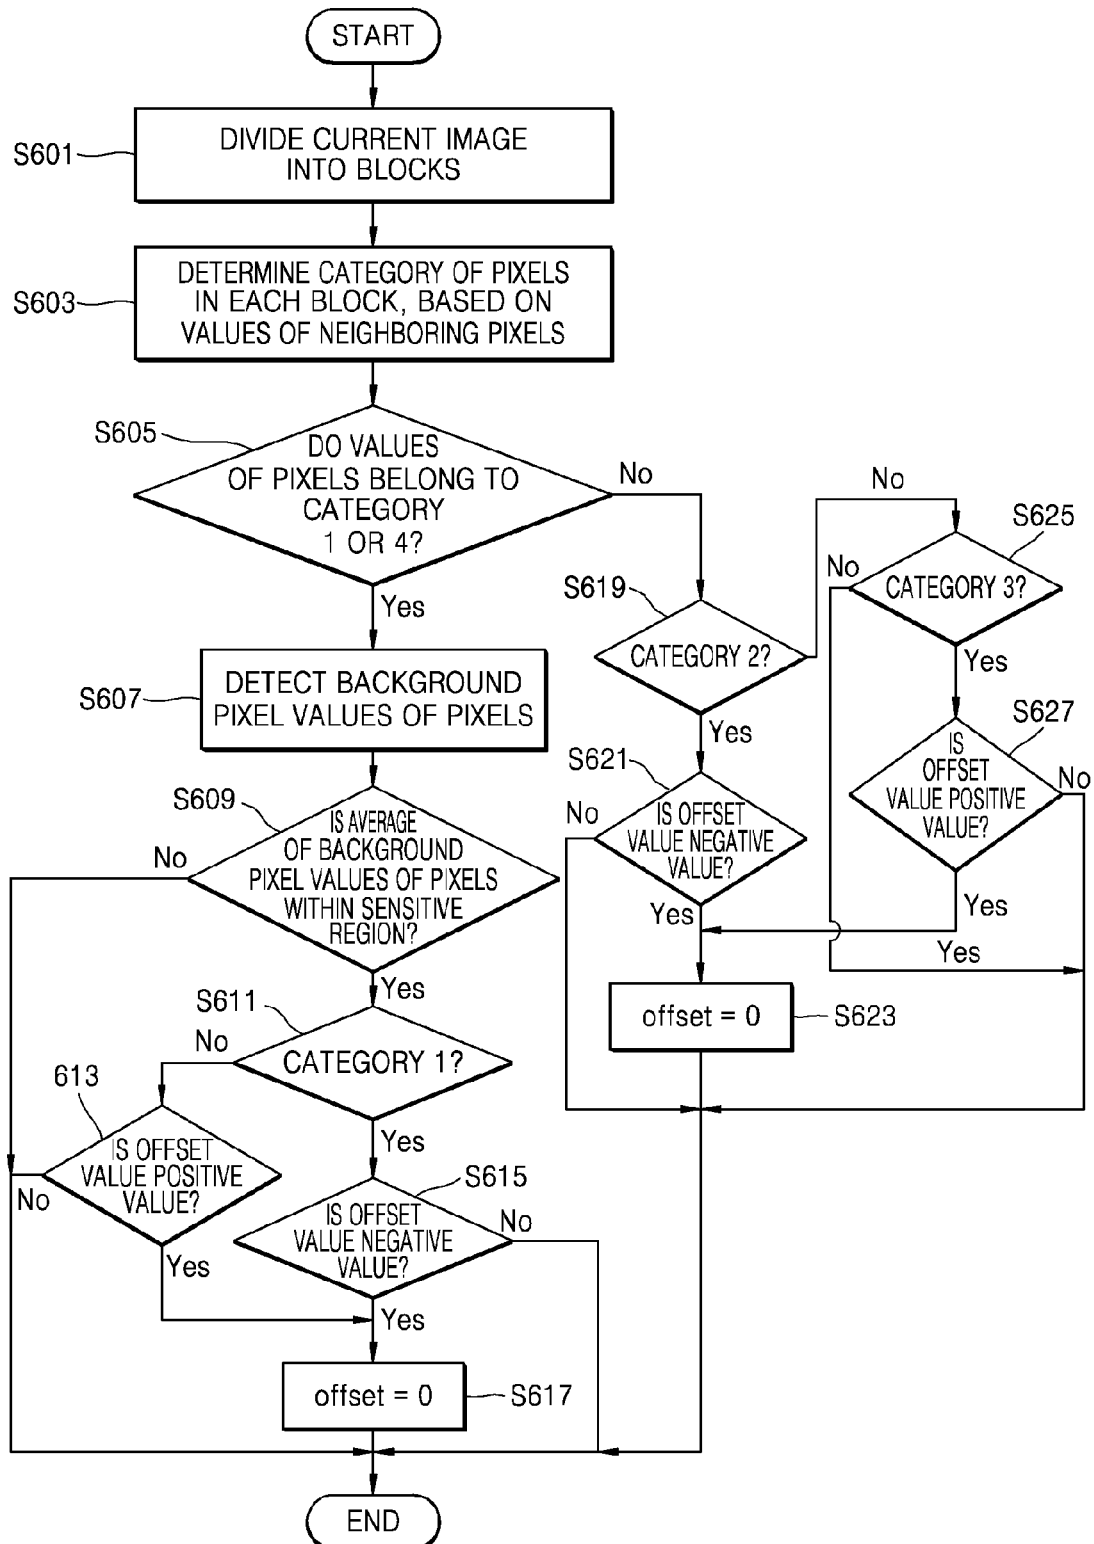 START
S601
DIVIDE CURRENT IMAGE
INTO BLOCKS
S603
DETERMINE CATEGORY OF PIXELS
IN EACH BLOCK, BASED ON
VALUES OF NEIGHBORING PIXELS
S605
DO VALUES
OF PIXELS BELONG TO
CATEGORY
1 OR 4?
No
Yes
S607
DETECT BACKGROUND
PIXEL VALUES OF PIXELS
S609
IS AVERAGE
OF BACKGROUND
PIXEL VALUES OF PIXELS
WITHIN SENSITIVE
REGION?
No
Yes
S611
CATEGORY 1?
No
Yes
613
IS OFFSET
VALUE POSITIVE
VALUE?
No
Yes
S615
IS OFFSET
VALUE NEGATIVE
VALUE?
No
Yes
offset = 0
S617
END
S619
CATEGORY 2?
No
Yes
S621
IS OFFSET
VALUE NEGATIVE
VALUE?
No
Yes
offset = 0
S623
S625
CATEGORY 3?
No
Yes
S627
IS
OFFSET
VALUE POSITIVE
VALUE?
No
Yes
Yes